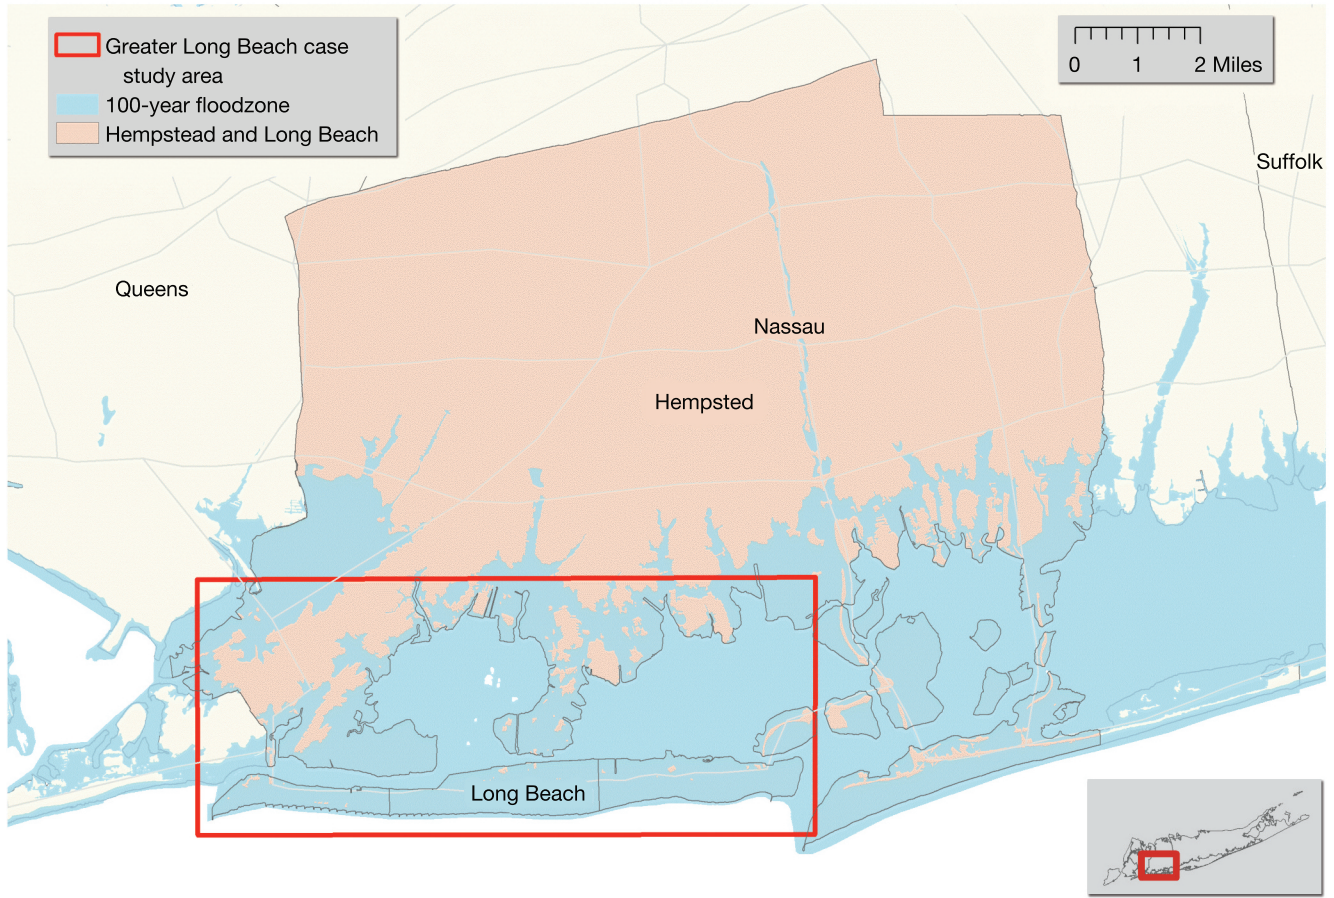 Greater Long Beach case
study area
100-year floodzone
Hempstead and Long Beach
0 1 2 Miles
Suffolk
Queens
Nassau
Hempsted
Long Beach